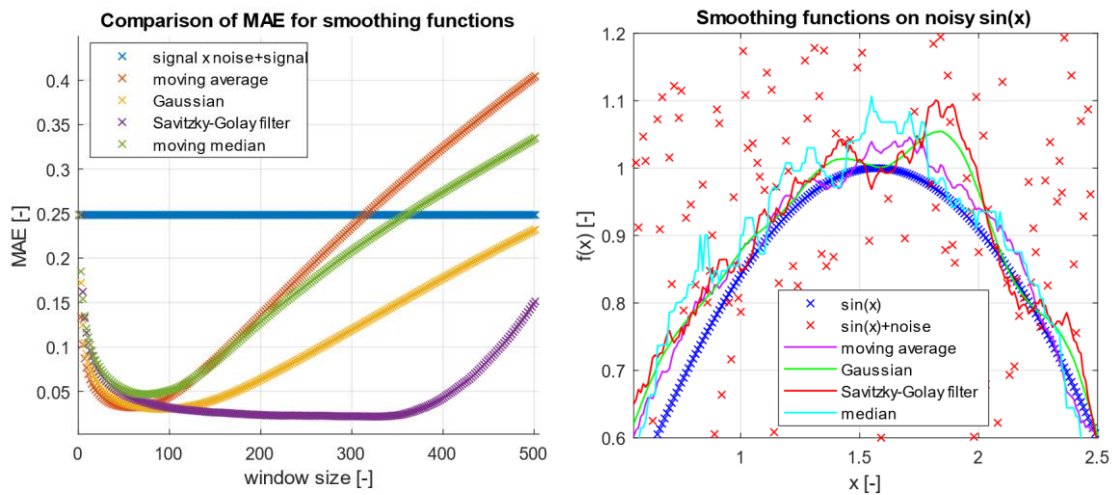 Comparison of MAE for smoothing functions
signal x noise+signal
moving average
Gaussian
Savitzky-Golay filter
moving median
0.4
0.35
0.3
0.25
0.2
0.15
0.1
0.05
MAE [-]
0
100
200
300
400
500
window size [-]
Smoothing functions on noisy sin(x)
1.2
1.1
1
0.9
0.8
0.7
0.6
f(x) [-]
sin(x)
sin(x)+noise
moving average
Gaussian
Savitzky-Golay filter
median
1
1.5
2
2.5
x [-]